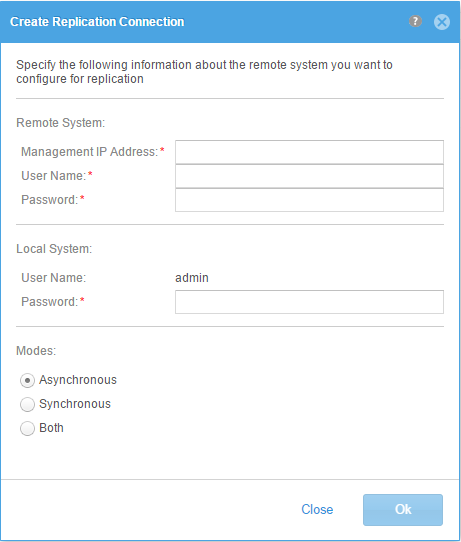 Create Replication Connection ?
Specify the following information about the remote system you want to
configure for replication
Remote System:
Management IP Address:*
User Name:*
Password:*
Local System:
User Name: admin
Password:*
Modes:
Asynchronous
Synchronous
Both
Close Ok